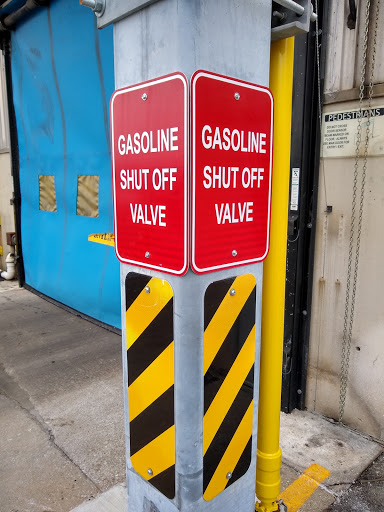 GASOLINE
SHUT OFF
VALVE
GASOLINE
SHUT OFF
VALVE
PEDESTRIANS